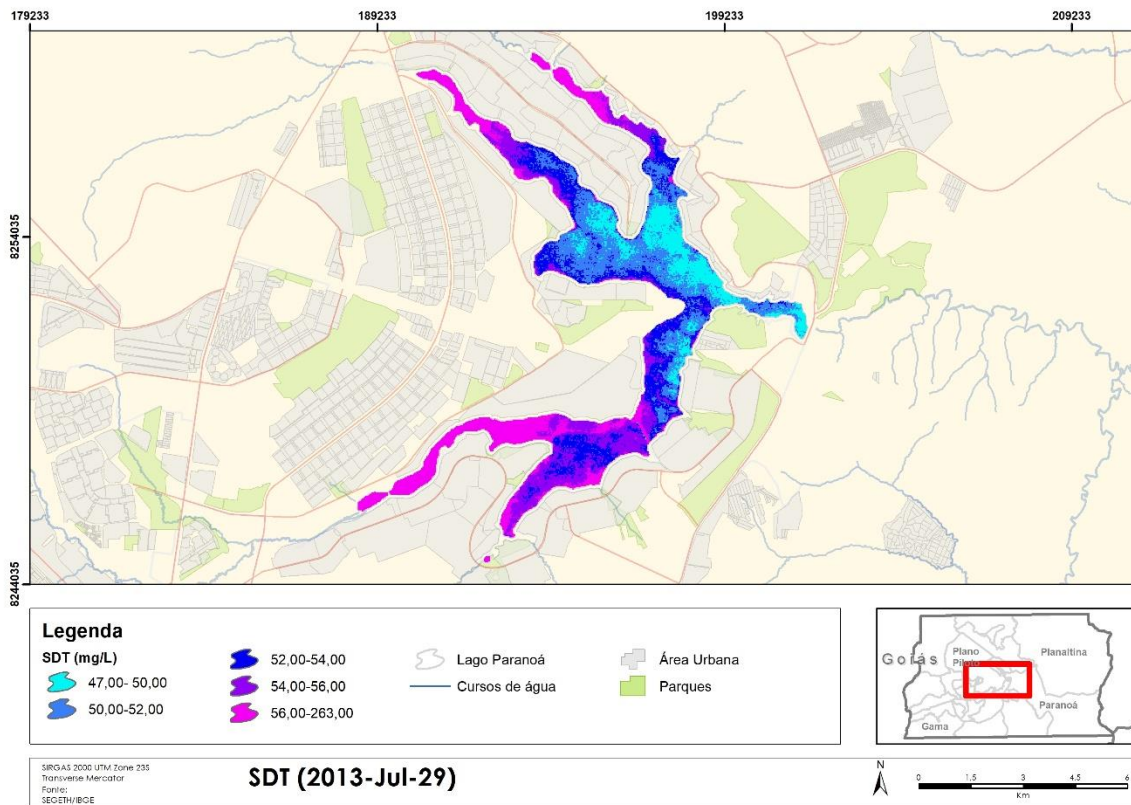 179233 189233 199233 209233
8254035
8244035
Legenda
SDT (mg/L)
47,00- 50,00
50,00-52,00
52,00-54,00
54,00-56,00
56,00-263,00
Lago Paranoá
Cursos de água
Área Urbana
Parques
Goiás
Plano
Piloto
Planaltina
Paranoá
Gama
SIRGAS 2000 UTM Zone 23S
Transverse Mercator
Fonte:
SEGETH/IBGE
SDT (2013-Jul-29)
N
0 1,5 3 4,5 6
Km